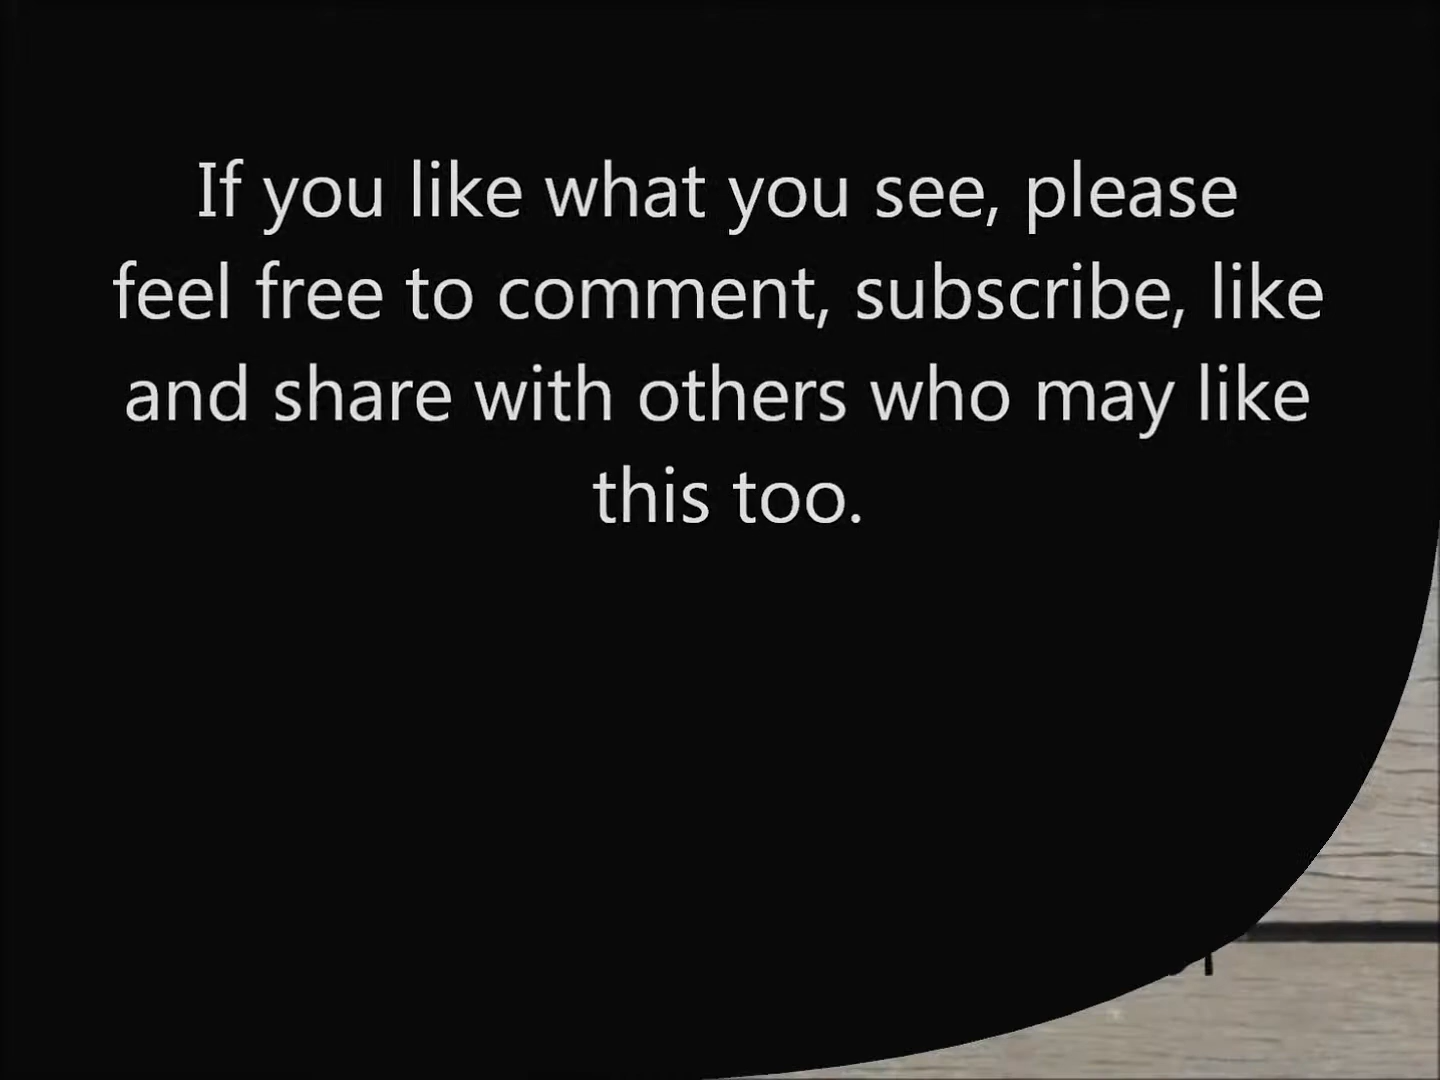 If you like what you see, please
feel free to comment, subscribe, like
and share with others who may like
this too.